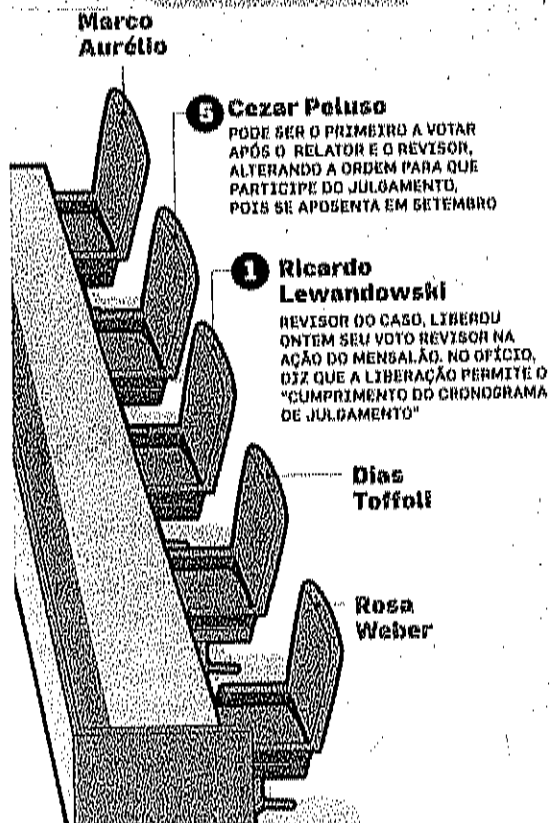 Marco
Aurélio
5 Cezar Peluso
PODE SER O PRIMEIRO A VOTAR
APÓS O RELATOR E O REVISOR,
ALTERANDO A ORDEM PARA QUE
PARTICIPE DO JULGAMENTO,
POIS SE APOSENTA EM SETEMBRO
1 Ricardo
Lewandowski
REVISOR DO CASO, LIBEROU
ONTEM SEU VOTO REVISOR NA
AÇÃO DO MENSALÃO. NO OFÍCIO,
DIZ QUE A LIBERAÇÃO PERMITE O
"CUMPRIMENTO DO CRONOGRAMA
DE JULGAMENTO"
Dias
Toffoli
Rosa
Weber